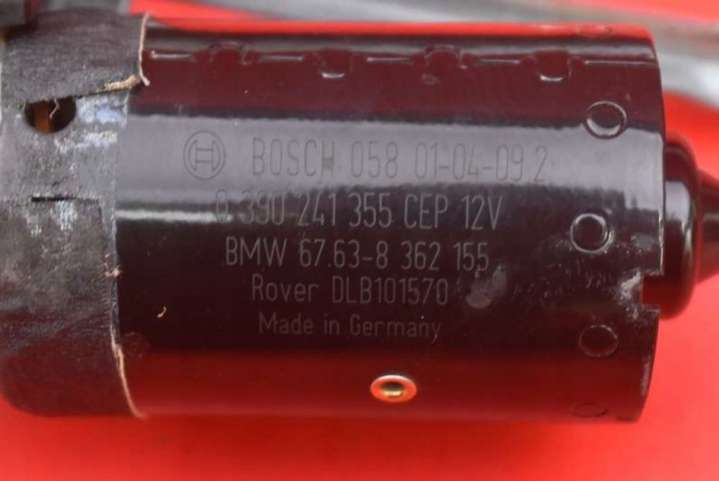 BOSCH 058 01-04-09 2
0 390 241 355 CEP 12V
BMW 67.63-8 362 155
Rover DLB101570
Made in Germany